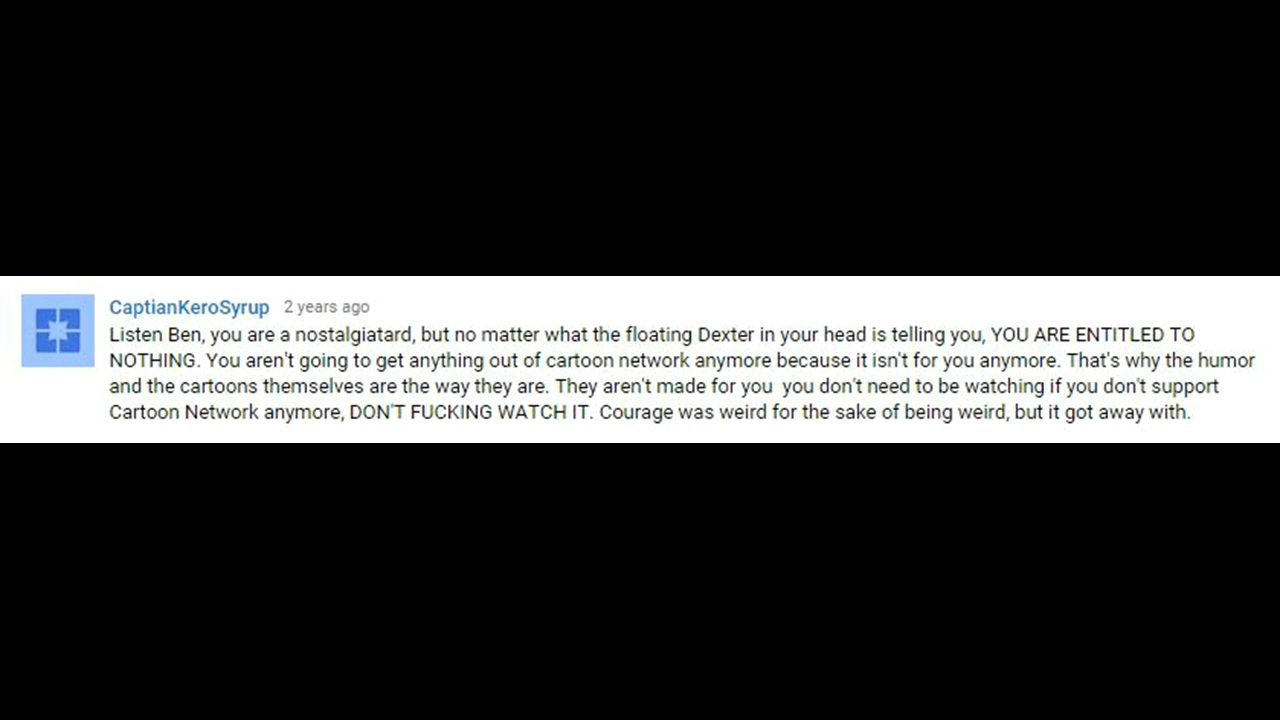 CaptianKeroSyrup 2 years ago
Listen Ben, you are a nostalgiatard, but no matter what the floating Dexter in your head is telling you, YOU ARE ENTITLED TO
NOTHING. You aren't going to get anything out of cartoon network anymore because it isn't for you anymore. That's why the humor
and the cartoons themselves are the way they are. They aren't made for you  you don't need to be watching if you don't support
Cartoon Network anymore, DON'T FUCKING WATCH IT. Courage was weird for the sake of being weird, but it got away with.